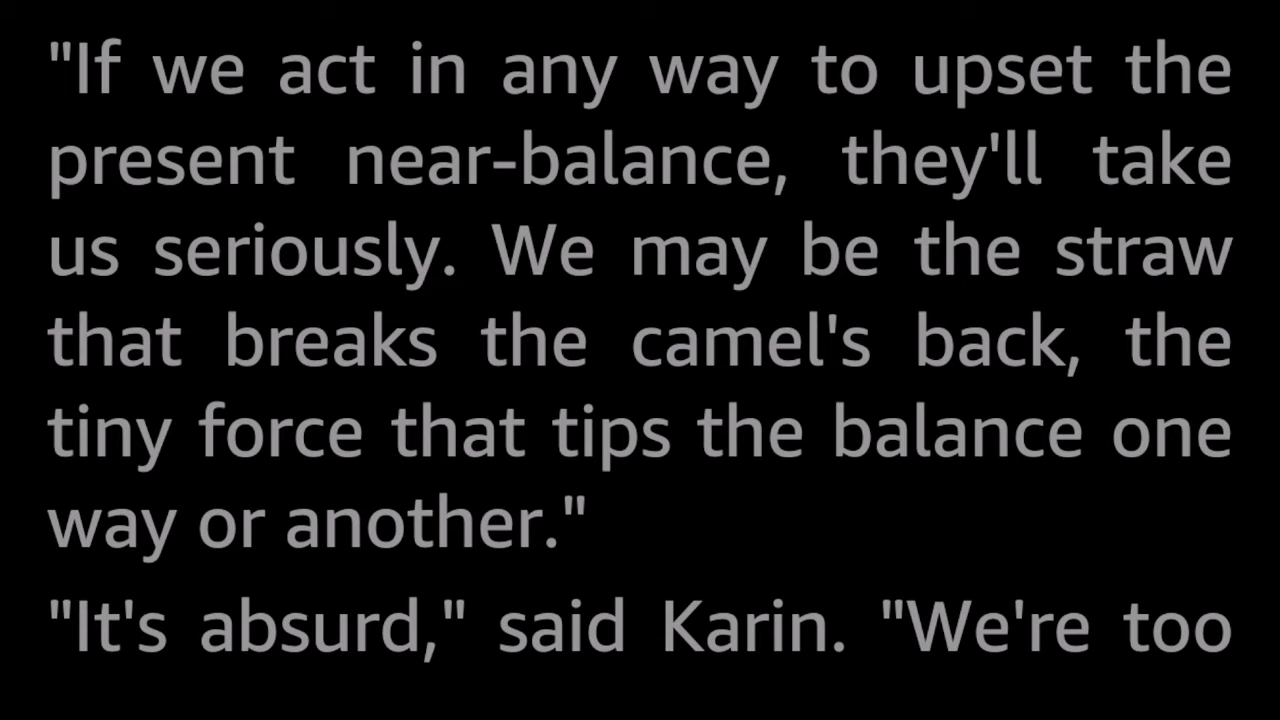 "If we act in any way to upset the
present near-balance, they'll take
us seriously. We may be the straw
that breaks the camel's back, the
tiny force that tips the balance one
way or another."
"It's absurd," said Karin. "We're too